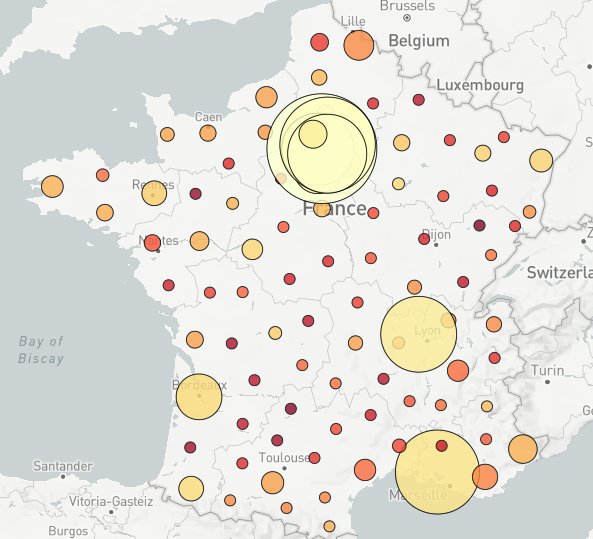 Brussels
Lille
Belgium
Luxembourg
Caen
Rennes
France
Nantes
Dijon
Switzerla
Bay of
Biscay
Lyon
Turin
Bordeaux
Toulouse
Santander
Marseille
Vitoria-Gasteiz
Burgos